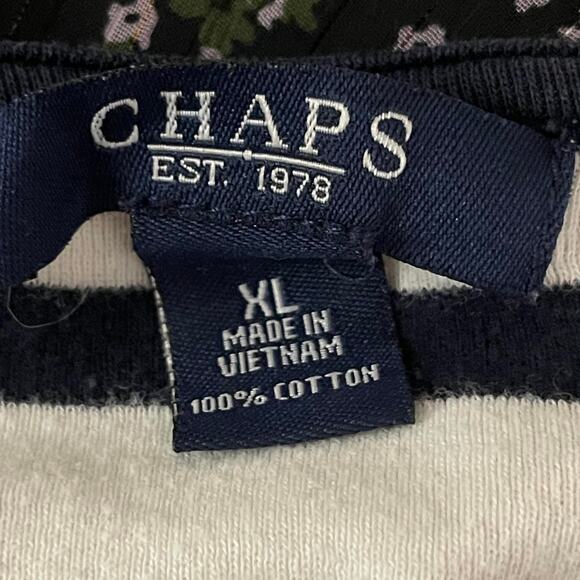 CHAPS
EST. 1978
XL
MADE IN
VIETNAM
100% COTTON